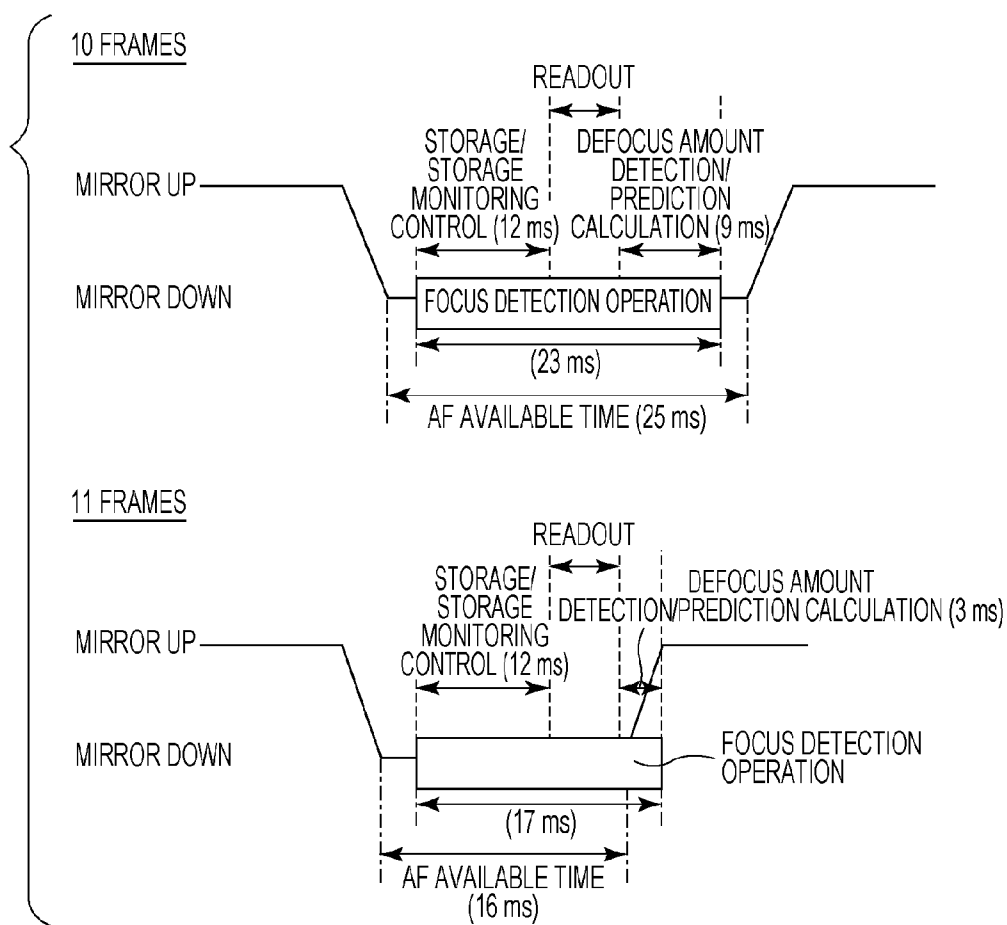 10 FRAMES
READOUT
STORAGE/
STORAGE
MONITORING
CONTROL (12 ms)
DEFOCUS AMOUNT
DETECTION/
PREDICTION
CALCULATION (9 ms)
MIRROR UP
MIRROR DOWN
FOCUS DETECTION OPERATION
(23 ms)
AF AVAILABLE TIME (25 ms)
11 FRAMES
READOUT
STORAGE/
STORAGE
MONITORING
CONTROL (12 ms)
DEFOCUS AMOUNT
DETECTION/PREDICTION CALCULATION (3 ms)
MIRROR UP
MIRROR DOWN
FOCUS DETECTION
OPERATION
(17 ms)
AF AVAILABLE TIME
(16 ms)